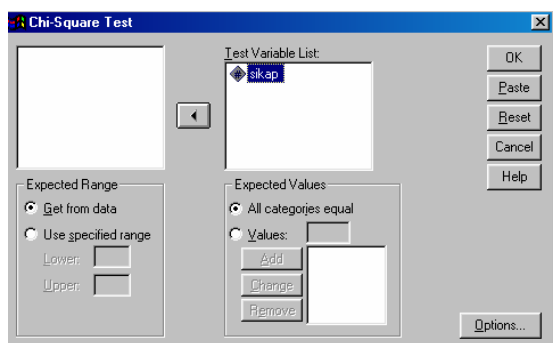 Chi-Square Test
Test Variable List:
sikap
OK
Paste
Reset
Cancel
Help
Expected Range
Get from data
Use specified range
Lower:
Upper:
Expected Values
All categories equal
Values:
Add
Change
Remove
Options...